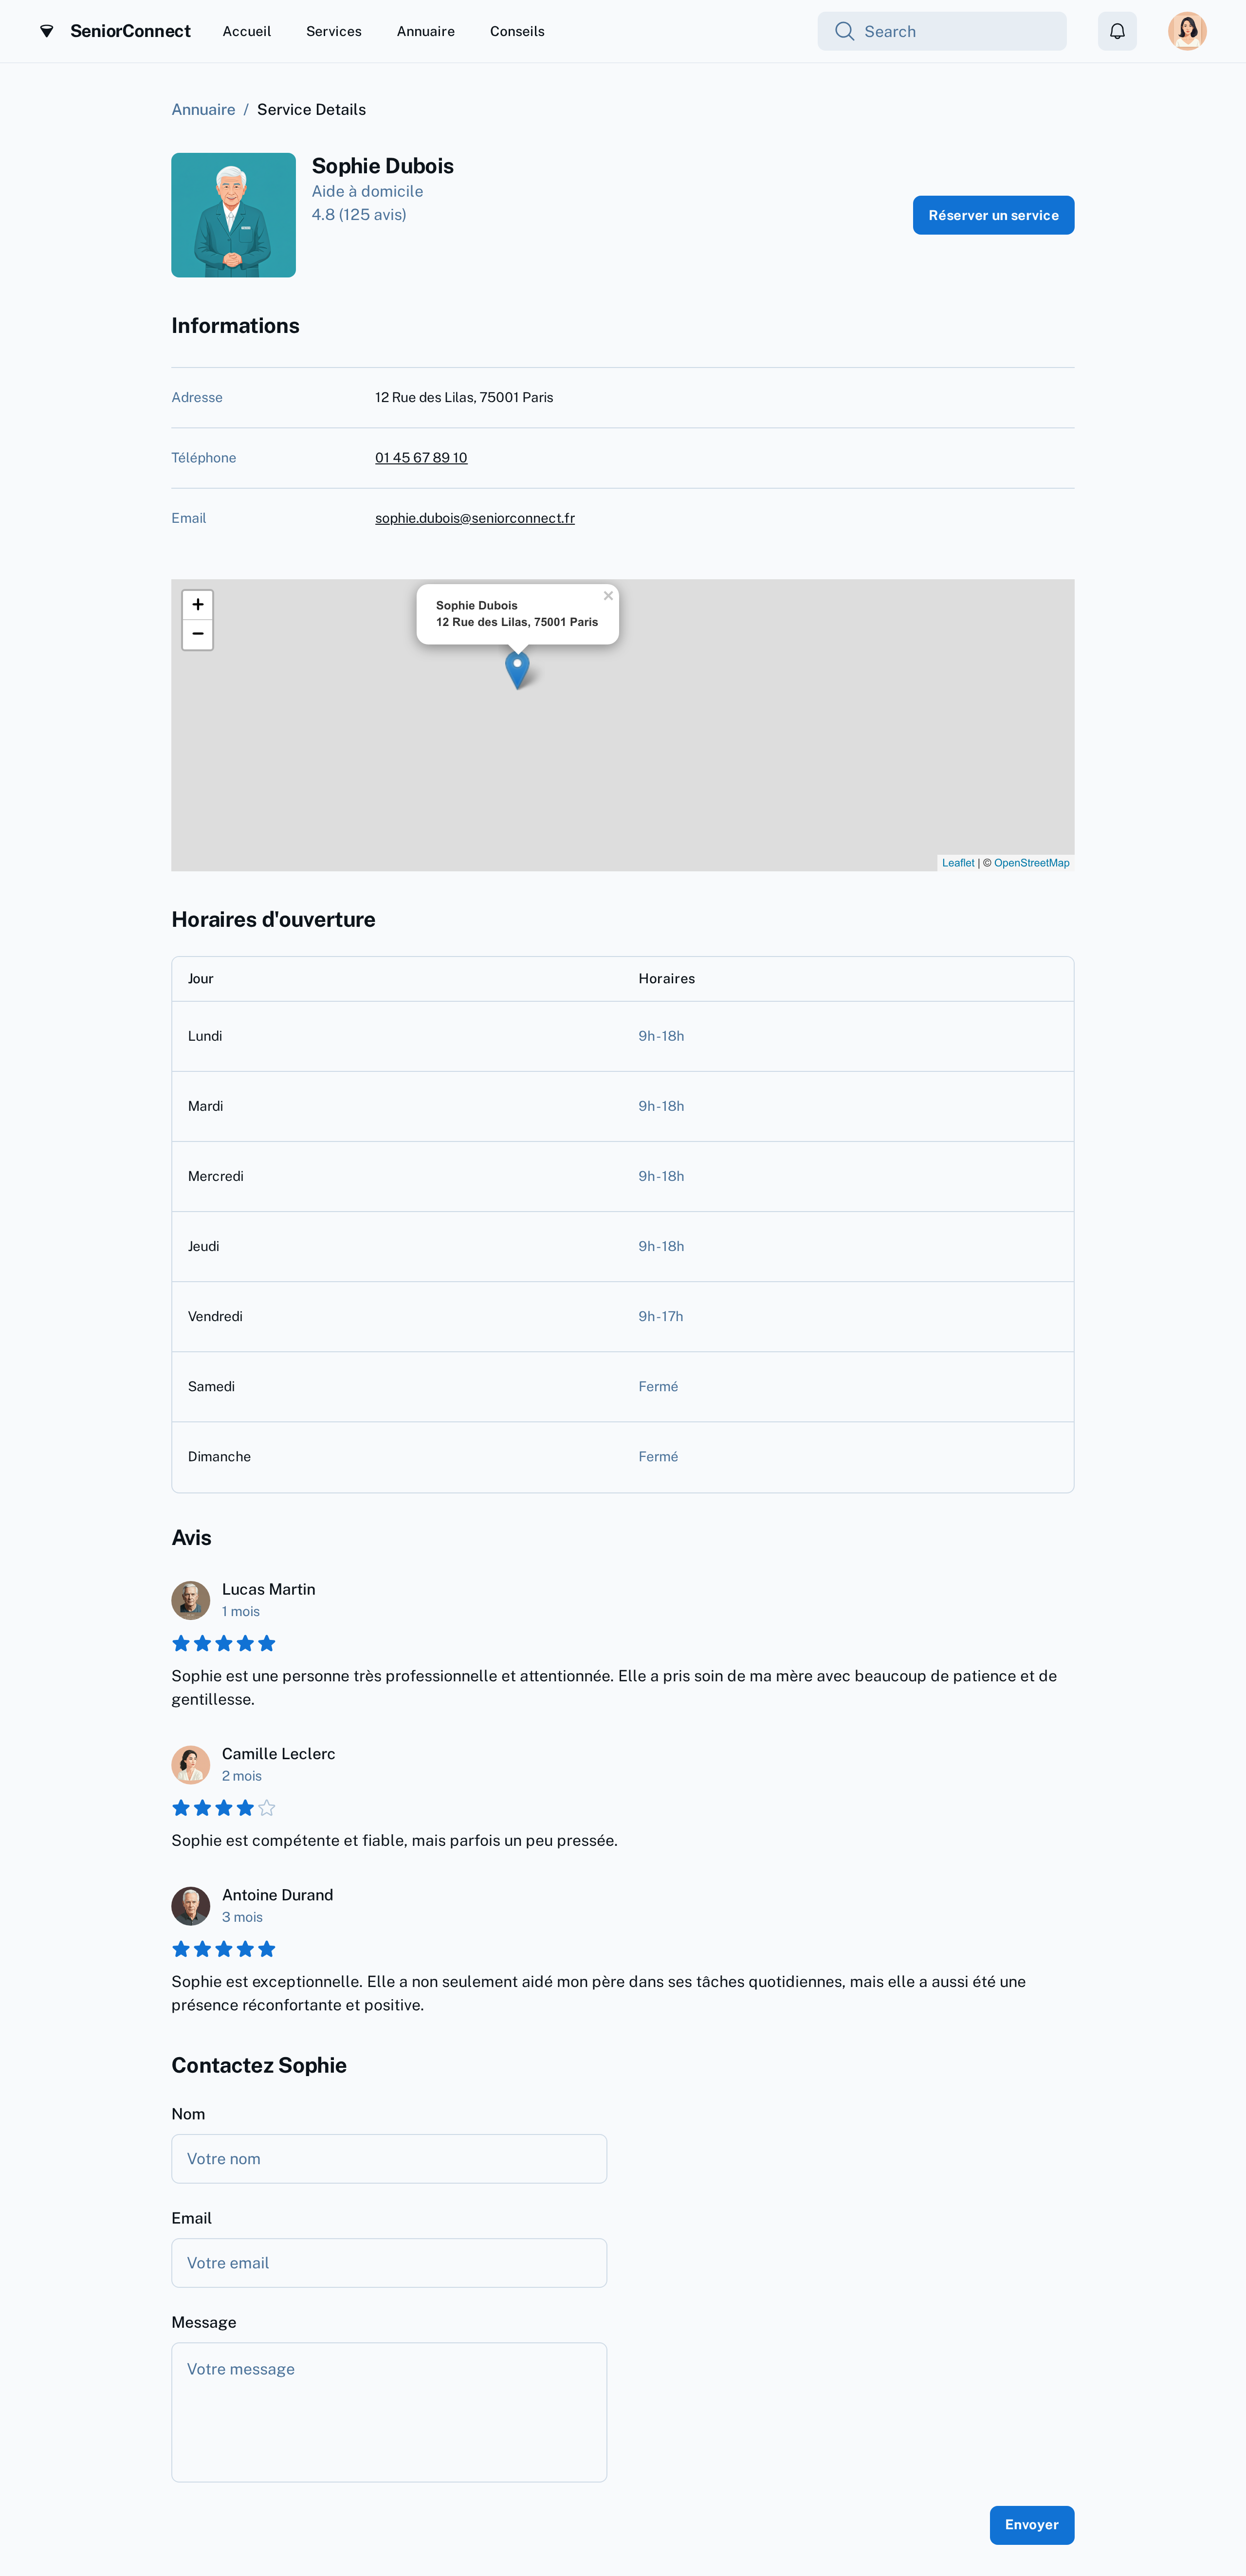 SeniorConnect
Accueil
Services
Annuaire
Conseils
Search
Annuaire / Service Details
Sophie Dubois
Aide à domicile
4.8 (125 avis)
Réserver un service
Informations
Adresse
12 Rue des Lilas, 75001 Paris
Téléphone
01 45 67 89 10
Email
sophie.dubois@seniorconnect.fr
+
−
Sophie Dubois
12 Rue des Lilas, 75001 Paris
×
Leaflet | © OpenStreetMap
Horaires d'ouverture
Jour
Horaires
Lundi
9h-18h
Mardi
9h-18h
Mercredi
9h-18h
Jeudi
9h-18h
Vendredi
9h-17h
Samedi
Fermé
Dimanche
Fermé
Avis
Lucas Martin
1 mois
Sophie est une personne très professionnelle et attentionnée. Elle a pris soin de ma mère avec beaucoup de patience et de
gentillesse.
Camille Leclerc
2 mois
Sophie est compétente et fiable, mais parfois un peu pressée.
Antoine Durand
3 mois
Sophie est exceptionnelle. Elle a non seulement aidé mon père dans ses tâches quotidiennes, mais elle a aussi été une
présence réconfortante et positive.
Contactez Sophie
Nom
Votre nom
Email
Votre email
Message
Votre message
Envoyer